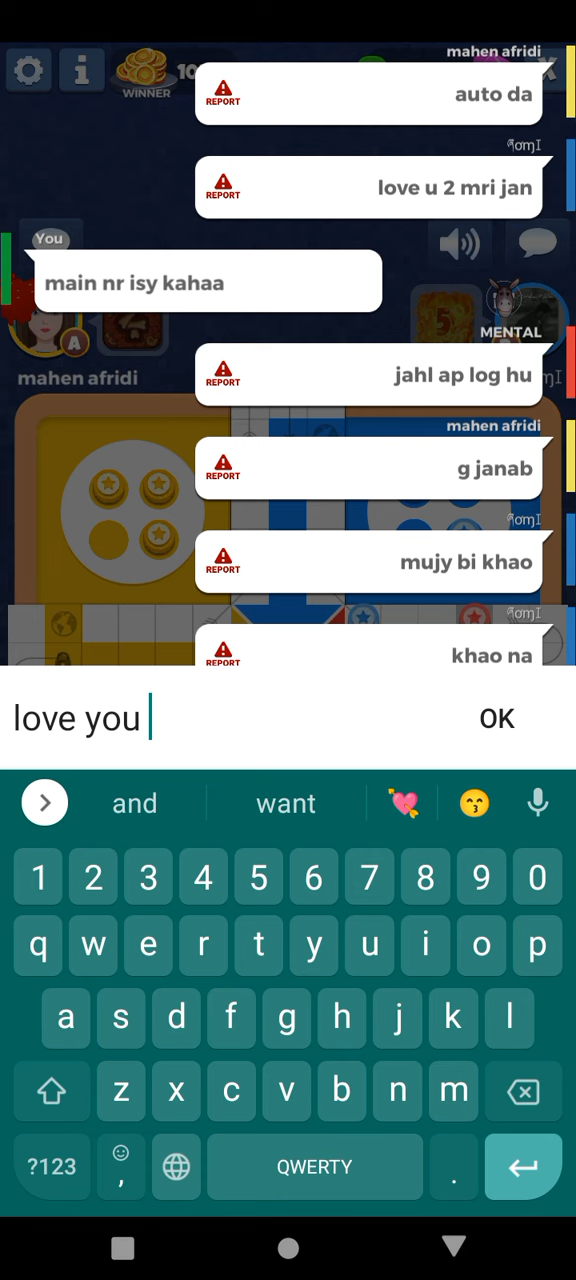 mahen afridi
10
WINNER
REPORT
auto da
REPORT
love u 2 mri jan
You
main nr isy kahaa
A
5
MENTAL
mahen afridi
REPORT
jahl ap log hu
mahen afridi
REPORT
g janab
REPORT
mujy bi khao
REPORT
khao na
love you
OK
and
want
1 2 3 4 5 6 7 8 9 0
q w e r t y u i o p
a s d f g h j k l
z x c v b n m
?123
,
QWERTY
.